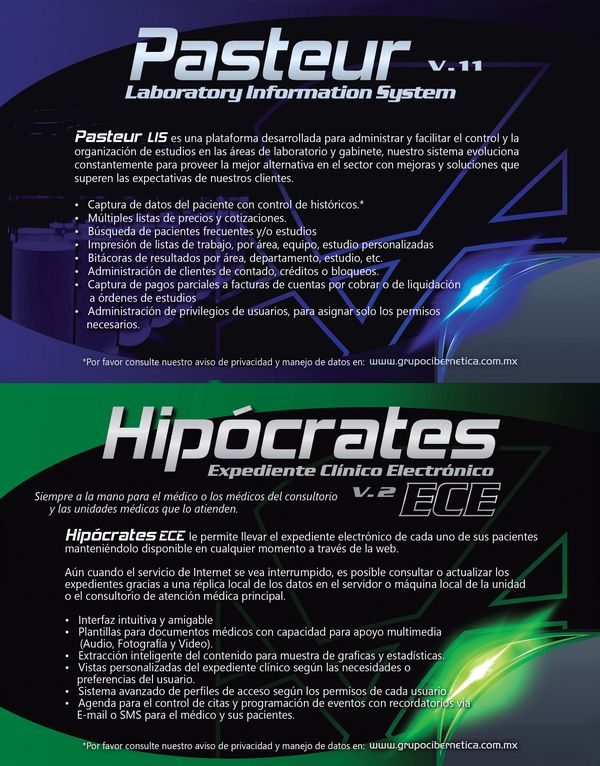 Pasteur V.11
Laboratory Information System
Pasteur LIS es una plataforma desarrollada para administrar y facilitar el control y la
organización de estudios en las áreas de laboratorio y gabinete, nuestro sistema evoluciona
constantemente para proveer la mejor alternativa en el sector con mejoras y soluciones que
superen las expectativas de nuestros clientes.
• Captura de datos del paciente con control de históricos.*
• Múltiples listas de precios y cotizaciones.
• Búsqueda de pacientes frecuentes y/o estudios
• Impresión de listas de trabajo, por área, equipo, estudio personalizadas
• Bitácoras de resultados por área, departamento, estudio, etc.
• Administración de clientes de contado, créditos o bloqueos.
• Captura de pagos parciales a facturas de cuentas por cobrar o de liquidación
a órdenes de estudios
• Administración de privilegios de usuarios, para asignar solo los permisos
necesarios.
*Por favor consulte nuestro aviso de privacidad y manejo de datos en: www.grupocibernetica.com.mx
Hipócrates
Expediente Clínico Electrónico
V.2 ECE
Siempre a la mano para el médico o los médicos del consultorio
y las unidades médicas que lo atienden.
Hipócrates ECE le permite llevar el expediente electrónico de cada uno de sus pacientes
manteniéndolo disponible en cualquier momento a través de la web.
Aún cuando el servicio de Internet se vea interrumpido, es posible consultar o actualizar los
expedientes gracias a una réplica local de los datos en el servidor o máquina local de la unidad
o el consultorio de atención médica principal.
• Interfaz intuitiva y amigable
• Plantillas para documentos médicos con capacidad para apoyo multimedia
(Audio, Fotografía y Video).
• Extracción inteligente del contenido para muestra de graficas y estadísticas.
• Vistas personalizadas del expediente clínico según las necesidades o
preferencias del usuario.
• Sistema avanzado de perfiles de acceso según los permisos de cada usuario.
• Agenda para el control de citas y programación de eventos con recordatorios vía
E-mail o SMS para el médico y sus pacientes.
*Por favor consulte nuestro aviso de privacidad y manejo de datos en: www.grupocibernetica.com.mx